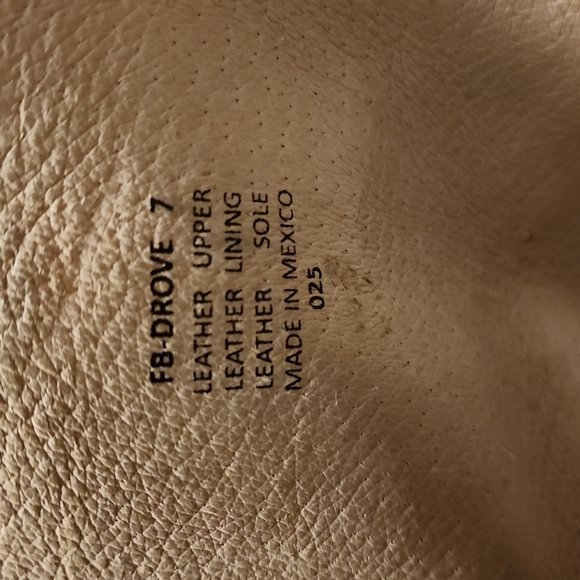 FB-DROVE 7
LEATHER UPPER
LEATHER LINING
LEATHER SOLE
MADE IN MEXICO
025